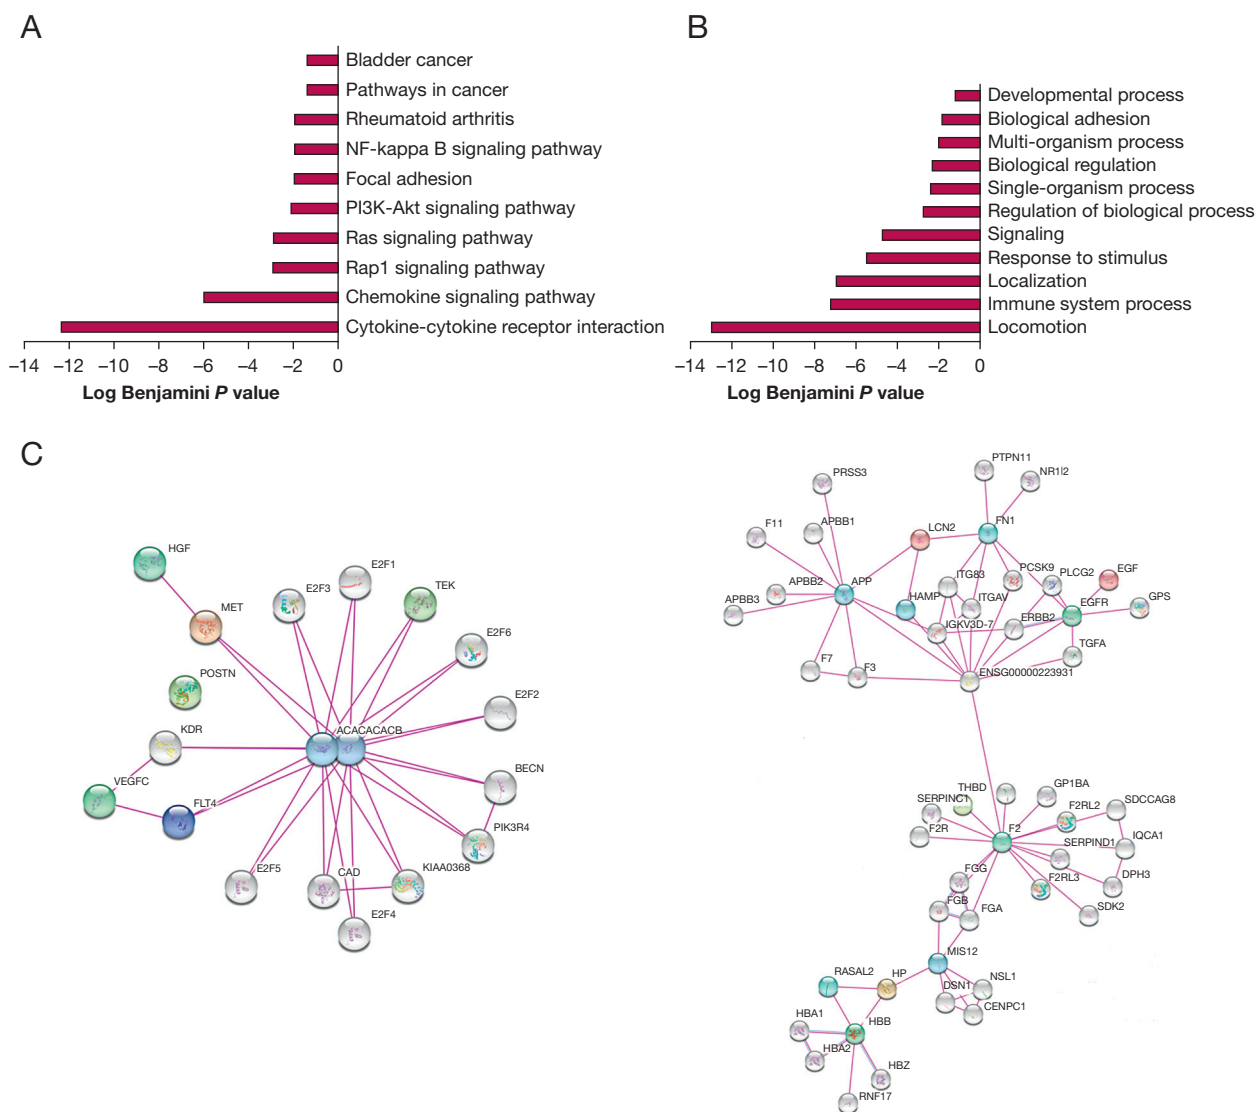 A
Bladder cancer
Pathways in cancer
Rheumatoid arthritis
NF-kappa B signaling pathway
Focal adhesion
PI3K-Akt signaling pathway
Ras signaling pathway
Rap1 signaling pathway
Chemokine signaling pathway
Cytokine-cytokine receptor interaction
−14 −12 −10 −8 −6 −4 −2 0
Log Benjamini P value
B
Developmental process
Biological adhesion
Multi-organism process
Biological regulation
Single-organism process
Regulation of biological process
Signaling
Response to stimulus
Localization
Immune system process
Locomotion
−14 −12 −10 −8 −6 −4 −2 0
Log Benjamini P value
C
HGF
E2F1
E2F3
TEK
MET
E2F6
POSTN
E2F2
KDR
ACACACACB
BECN
VEGFC
FLT4
PIK3R4
E2F5
CAD
KIAA0368
E2F4
PTPN11
PRSS3
NR1I2
F11
APBB1
LCN2
FN1
APBB2
APP
ITG83
PCSK9
PLCG2
EGF
APBB3
HAMP
ITGAV
EGFR
GPS
IGKV3D-7
ERBB2
F7
F3
TGFA
ENSG00000223931
THBD
GP1BA
SERPINC1
F2RL2
SDCCAG8
F2R
F2
SERPIND1
IQCA1
FGG
F2RL3
DPH3
FGB
FGA
SDK2
MIS12
RASAL2
HP
DSN1
NSL1
CENPC1
HBA1
HBB
HBA2
HBZ
RNF17